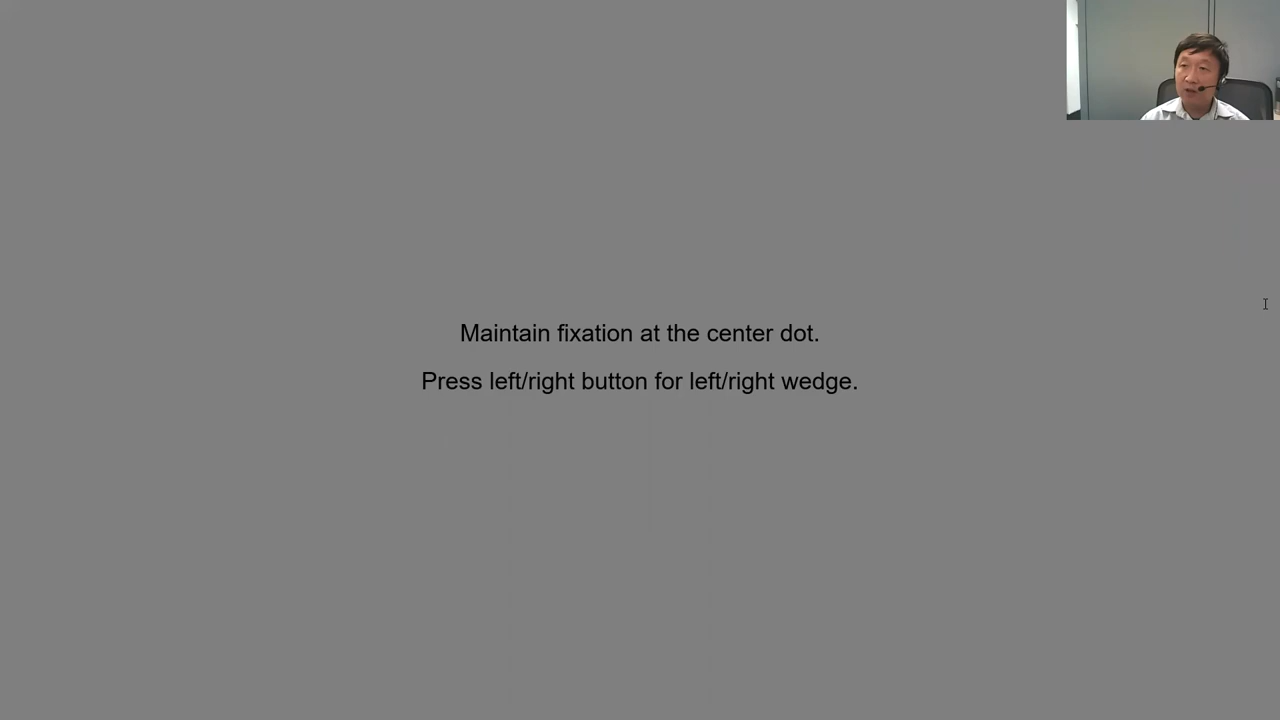 Maintain fixation at the center dot.
Press left/right button for left/right wedge.